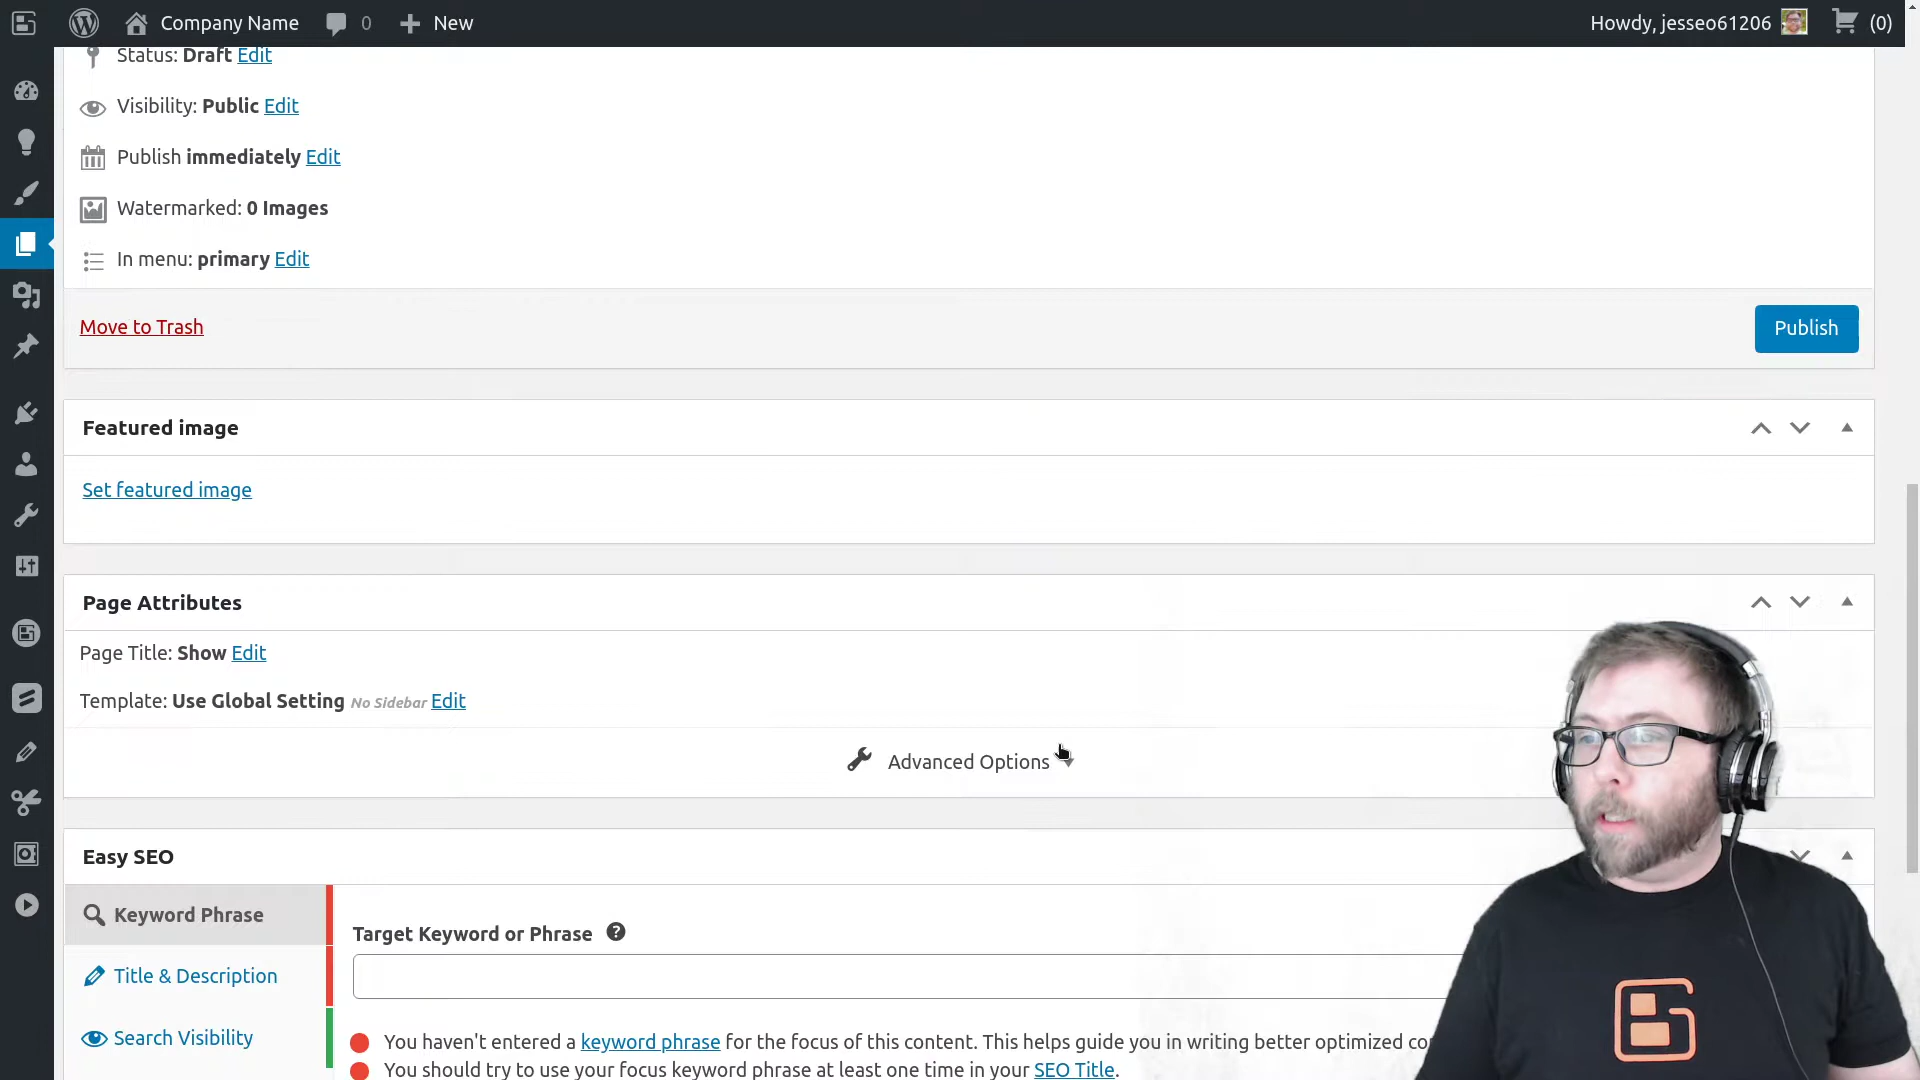 Company Name 0 New Howdy, jesseo61206 (0)
Status: Draft Edit
Visibility: Public Edit
Publish immediately Edit
Watermarked: 0 Images
In menu: primary Edit
Move to Trash Publish
Featured image
Set featured image
Page Attributes
Page Title: Show Edit
Template: Use Global Setting No Sidebar Edit
Advanced Options
Easy SEO
Keyword Phrase
Target Keyword or Phrase ?
Title & Description
Search Visibility
You haven't entered a keyword phrase for the focus of this content. This helps guide you in writing better optimized
You should try to use your focus keyword phrase at least one time in your SEO Title.